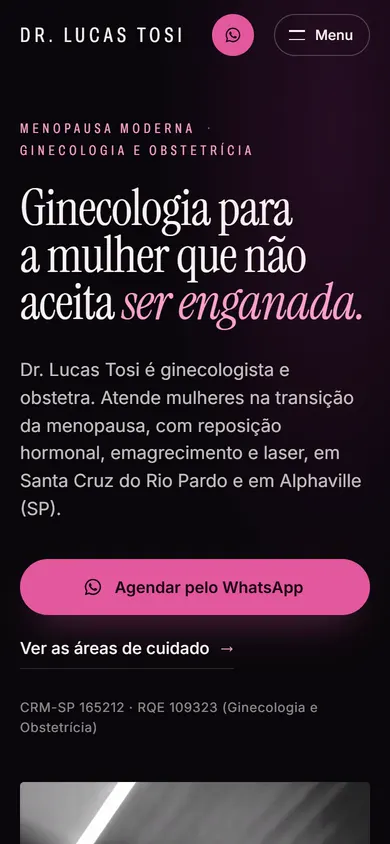 DR. LUCAS TOSI
Menu
MENOPAUSA MODERNA ·
GINECOLOGIA E OBSTETRÍCIA
Ginecologia para
a mulher que não
aceita ser enganada.
Dr. Lucas Tosi é ginecologista e
obstetra. Atende mulheres na transição
da menopausa, com reposição
hormonal, emagrecimento e laser, em
Santa Cruz do Rio Pardo e em Alphaville
(SP).
Agendar pelo WhatsApp
Ver as áreas de cuidado →
CRM-SP 165212 · RQE 109323 (Ginecologia e
Obstetrícia)